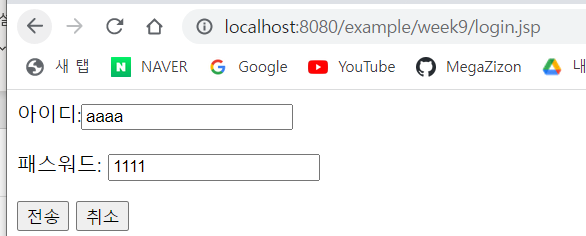 localhost:8080/example/week9/login.jsp
새 탭 N NAVER G Google YouTube MegaZizon 내
아이디: aaaa
패스워드: 1111
전송 취소